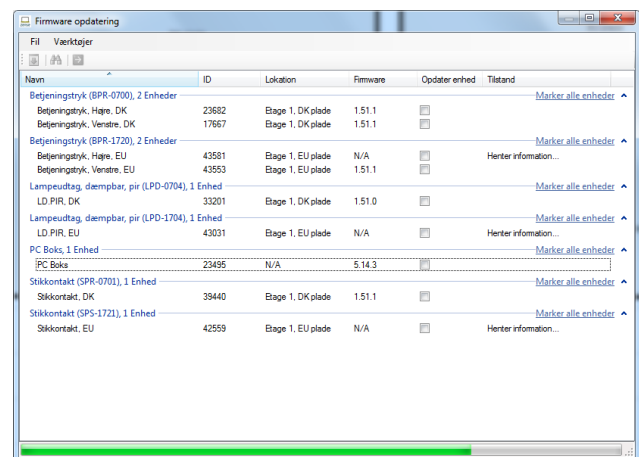 Firmware opdatering
Fil Værktøjer
Navn ID Lokation Firmware Opdater enhed Tilstand
Betjeningstryk (BPR-0700), 2 Enheder Marker alle enheder
Betjeningstryk, Højre, DK 23682 Etage 1, DK plade 1.51.1
Betjeningstryk, Venstre, DK 17667 Etage 1, DK plade 1.51.1
Betjeningstryk (BPR-1720), 2 Enheder Marker alle enheder
Betjeningstryk, Højre, EU 43581 Etage 1, EU plade N/A Henter information...
Betjeningstryk, Venstre, EU 43553 Etage 1, EU plade 1.51.1
Lampeudtag, dæmpbar, pir (LPD-0704), 1 Enhed Marker alle enheder
LD.PIR, DK 33201 Etage 1, DK plade 1.51.0
Lampeudtag, dæmpbar, pir (LPD-1704), 1 Enhed Marker alle enheder
LD.PIR, EU 43031 Etage 1, EU plade N/A Henter information...
PC Boks, 1 Enhed Marker alle enheder
PC Boks 23495 N/A 5.14.3
Stikkontakt (SPR-0701), 1 Enhed Marker alle enheder
Stikkontakt, DK 39440 Etage 1, DK plade 1.51.1
Stikkontakt (SPS-1721), 1 Enhed Marker alle enheder
Stikkontakt, EU 42559 Etage 1, EU plade N/A Henter information...